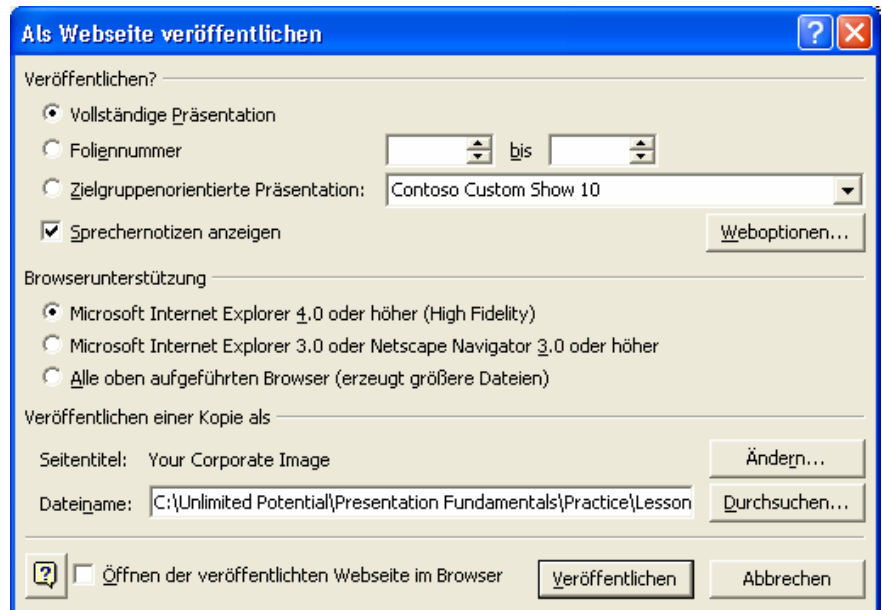 Als Webseite veröffentlichen
Veröffentlichen?
Vollständige Präsentation
Foliennummer bis
Zielgruppenorientierte Präsentation: Contoso Custom Show 10
Sprechernotizen anzeigen Weboptionen...
Browserunterstützung
Microsoft Internet Explorer 4.0 oder höher (High Fidelity)
Microsoft Internet Explorer 3.0 oder Netscape Navigator 3.0 oder höher
Alle oben aufgeführten Browser (erzeugt größere Dateien)
Veröffentlichen einer Kopie als
Seitentitel: Your Corporate Image Ändern...
Dateiname: C:\Unlimited Potential\Presentation Fundamentals\Practice\Lesson Durchsuchen...
Öffnen der veröffentlichten Webseite im Browser Veröffentlichen Abbrechen